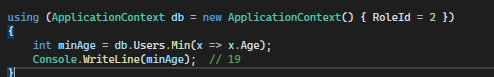 using (ApplicationContext db = new ApplicationContext() { RoleId = 2 })
{
    int minAge = db.Users.Min(x => x.Age);
    Console.WriteLine(minAge);  // 19
}